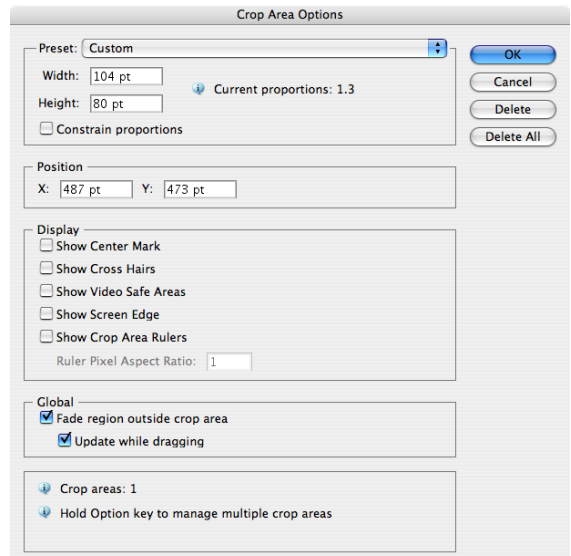 Crop Area Options
Preset: Custom
OK
Width: 104 pt
Current proportions: 1.3
Cancel
Height: 80 pt
Delete
Constrain proportions
Delete All
Position
X: 487 pt Y: 473 pt
Display
Show Center Mark
Show Cross Hairs
Show Video Safe Areas
Show Screen Edge
Show Crop Area Rulers
Ruler Pixel Aspect Ratio: 1
Global
Fade region outside crop area
Update while dragging
Crop areas: 1
Hold Option key to manage multiple crop areas